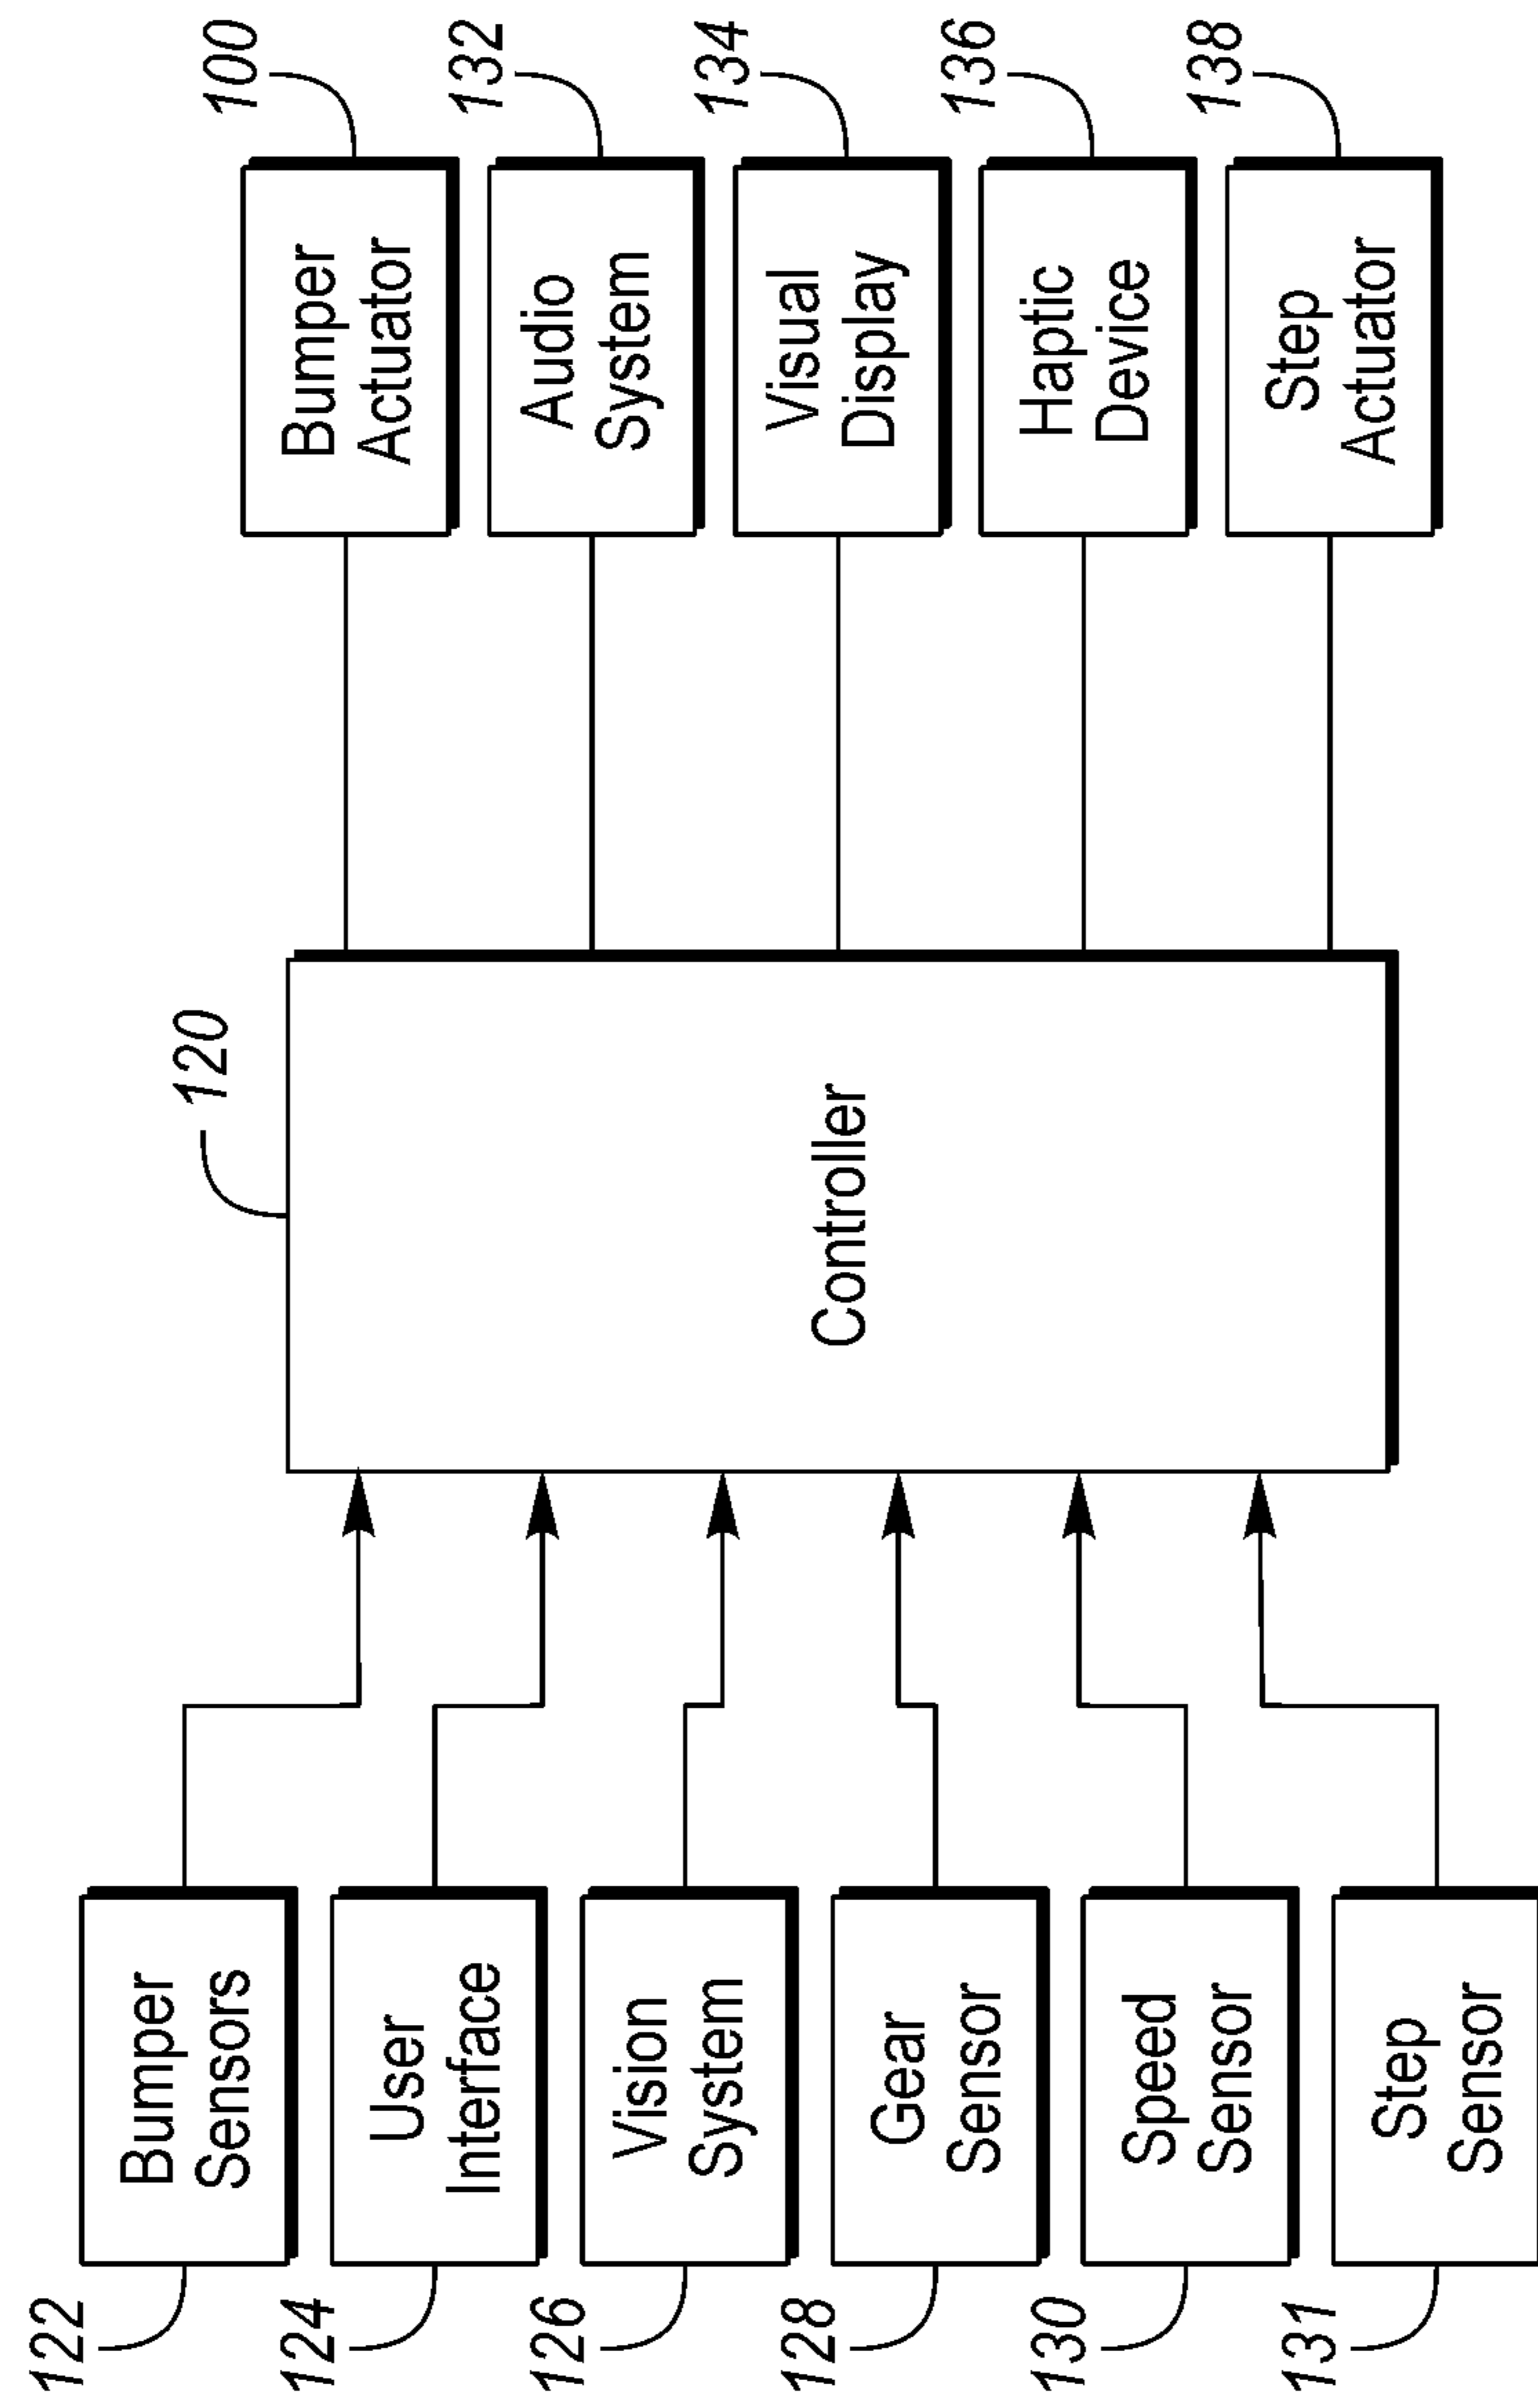 122
Bumper
Sensors
124
User
Interface
126
Vision
System
128
Gear
Sensor
130
Speed
Sensor
131
Step
Sensor
120
Controller
100
Bumper
Actuator
132
Audio
System
134
Visual
Display
136
Haptic
Device
138
Step
Actuator